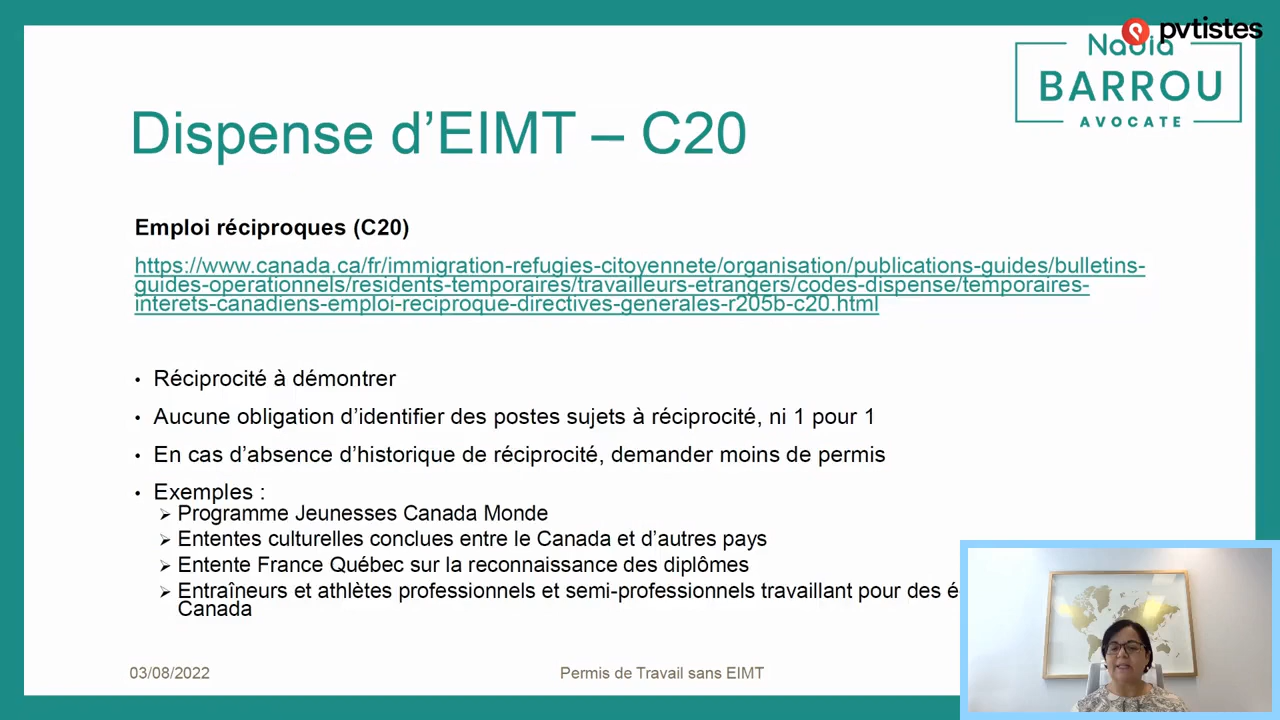 pvtistes
Nadia
BARROU
AVOCATE
Dispense d’EIMT – C20
Emploi réciproques (C20)
https://www.canada.ca/fr/immigration-refugies-citoyennete/organisation/publications-guides/bulletins-
guides-operationnels/residents-temporaires/travailleurs-etrangers/codes-dispense/temporaires-
interets-canadiens-emploi-reciproque-directives-generales-r205b-c20.html
• Réciprocité à démontrer
• Aucune obligation d’identifier des postes sujets à réciprocité, ni 1 pour 1
• En cas d’absence d’historique de réciprocité, demander moins de permis
• Exemples :
➢ Programme Jeunesses Canada Monde
➢ Ententes culturelles conclues entre le Canada et d’autres pays
➢ Entente France Québec sur la reconnaissance des diplômes
➢ Entraîneurs et athlètes professionnels et semi-professionnels travaillant pour des
Canada
03/08/2022
Permis de Travail sans EIMT